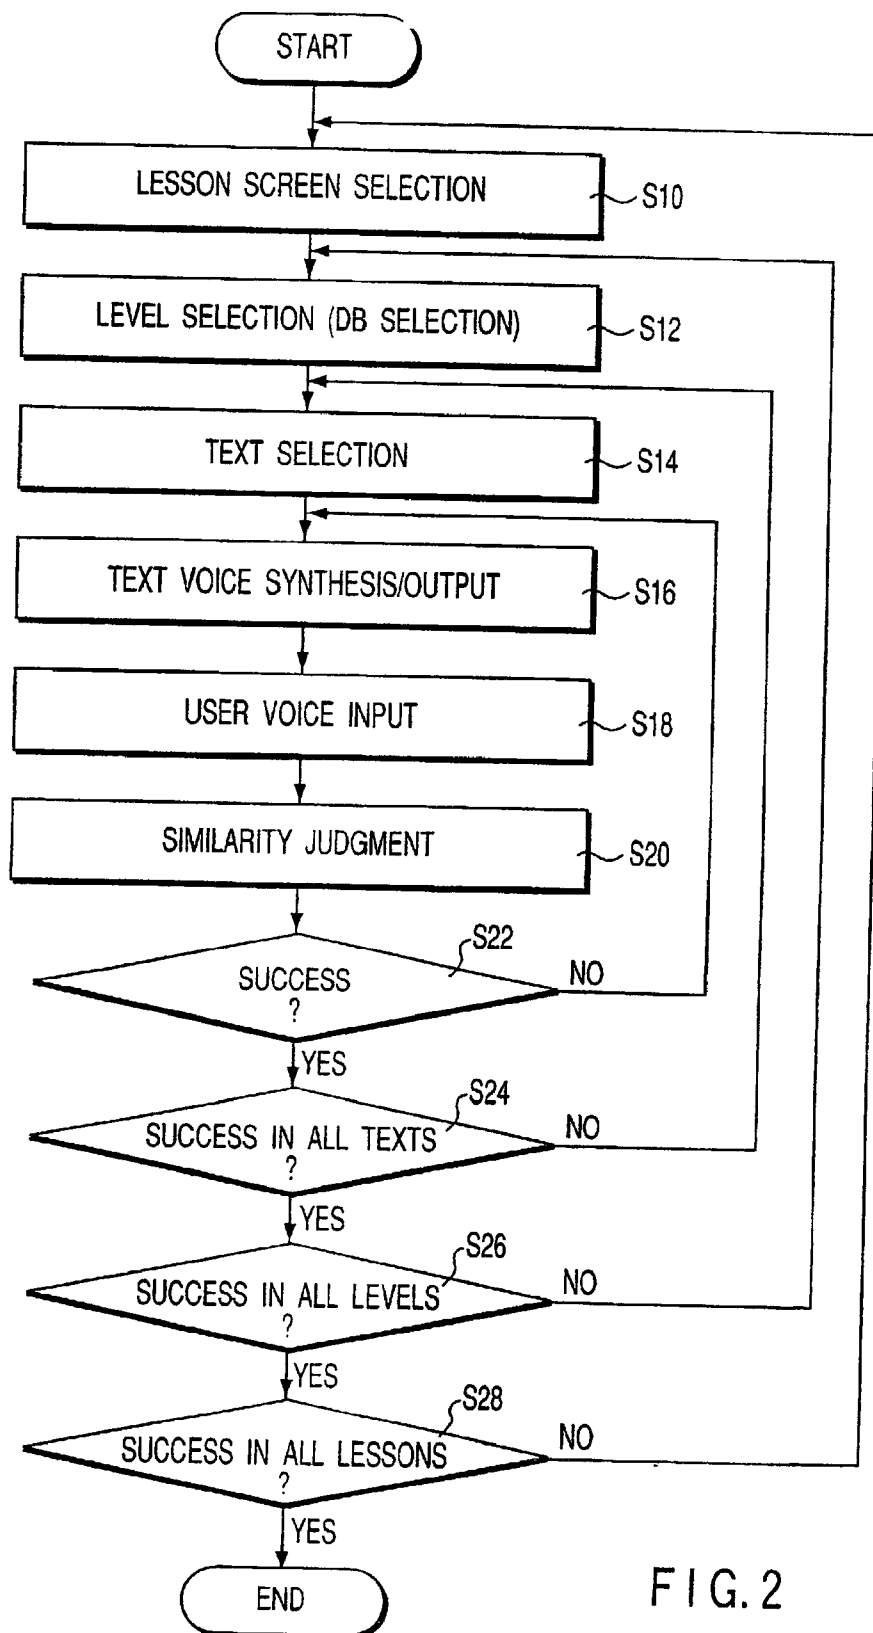 START
LESSON SCREEN SELECTION
S10
LEVEL SELECTION (DB SELECTION)
S12
TEXT SELECTION
S14
TEXT VOICE SYNTHESIS/OUTPUT
S16
USER VOICE INPUT
S18
SIMILARITY JUDGMENT
S20
S22
SUCCESS
?
NO
YES
S24
SUCCESS IN ALL TEXTS
?
NO
YES
S26
SUCCESS IN ALL LEVELS
?
NO
YES
S28
SUCCESS IN ALL LESSONS
?
NO
YES
END
FIG. 2